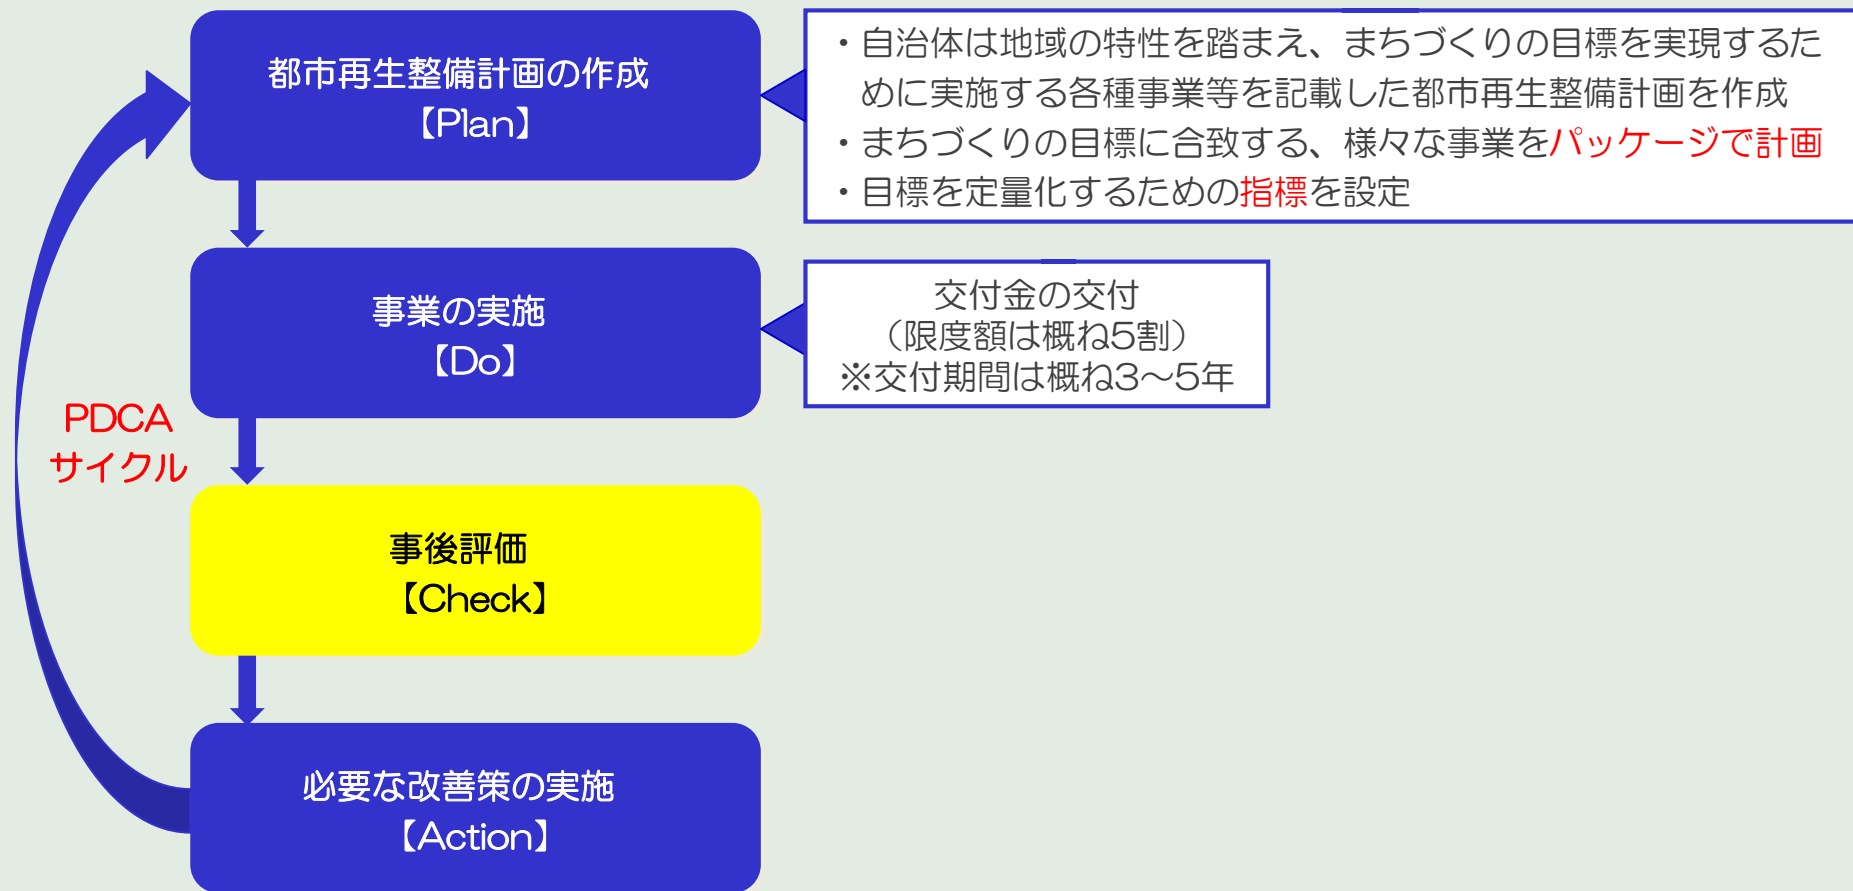 都市再生整備計画の作成
【Plan】
・自治体は地域の特性を踏まえ、まちづくりの目標を実現するた
めに実施する各種事業等を記載した都市再生整備計画を作成
・まちづくりの目標に合致する、様々な事業をパッケージで計画
・目標を定量化するための指標を設定
事業の実施
【Do】
交付金の交付
（限度額は概ね5割）
※交付期間は概ね3～5年
PDCA
サイクル
事後評価
【Check】
必要な改善策の実施
【Action】